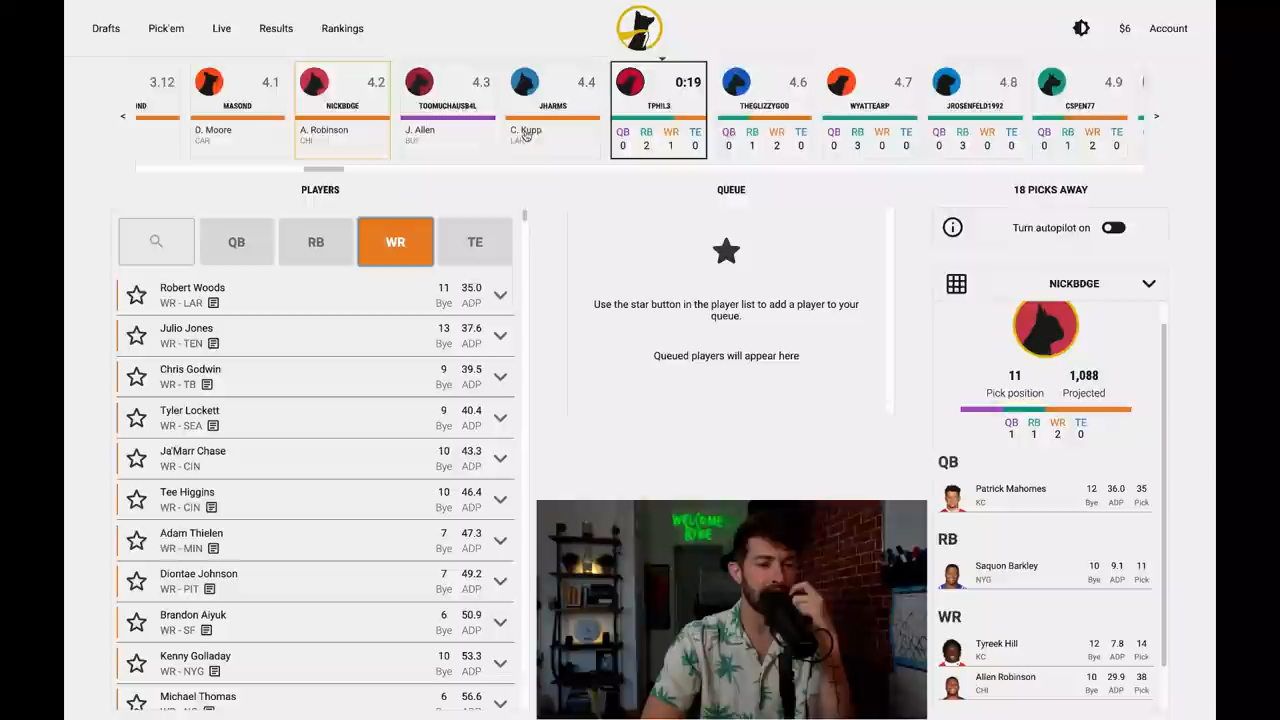 Drafts Pick'em Live Results Rankings $6 Account
3.12 4.1 4.2 4.3 4.4 0:19 4.6 4.7 4.8 4.9
IND MASOND NICKBDGE TOOMUCHAUSB4L JHARMS TPHIL3 THEGLIZZYGOD WYATTEARP JROSENFELD1992 CSPEN77
< D. Moore A. Robinson J. Allen C. Kupp QB RB WR TE QB RB WR TE QB RB WR TE QB RB WR TE QB RB WR TE >
CAR CHI BUF LAR 0 2 1 0 0 1 2 0 0 3 0 0 0 3 0 0 0 1 2 0
PLAYERS QUEUE 18 PICKS AWAY
QB RB WR TE
Turn autopilot on
Robert Woods 11 35.0
WR - LAR Bye ADP
Julio Jones 13 37.6
WR - TEN Bye ADP
Chris Godwin 9 39.5
WR - TB Bye ADP
Tyler Lockett 9 40.4
WR - SEA Bye ADP
Ja'Marr Chase 10 43.3
WR - CIN Bye ADP
Tee Higgins 10 46.4
WR - CIN Bye ADP
Adam Thielen 7 47.3
WR - MIN Bye ADP
Diontae Johnson 7 49.2
WR - PIT Bye ADP
Brandon Aiyuk 6 50.9
WR - SF Bye ADP
Kenny Golladay 10 53.3
WR - NYG Bye ADP
Michael Thomas 6 56.6
Use the star button in the player list to add a player to your
queue.
Queued players will appear here
WELCOME
NICKBDGE
11 1,088
Pick position Projected
QB RB WR TE
1 1 2 0
QB
Patrick Mahomes 12 36.0 35
KC Bye ADP Pick
RB
Saquon Barkley 10 9.1 11
NYG Bye ADP Pick
WR
Tyreek Hill 12 7.8 14
KC Bye ADP Pick
Allen Robinson 10 29.9 38
CHI Bye ADP Pick